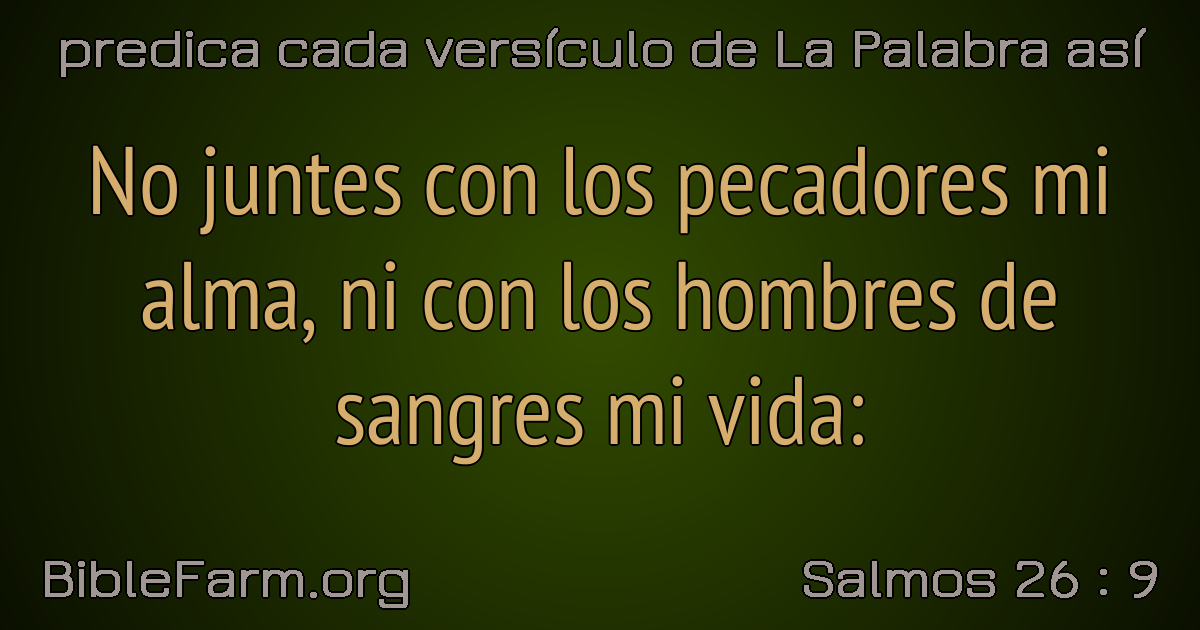 predica cada versículo de La Palabra así
No juntes con los pecadores mi
alma, ni con los hombres de
sangres mi vida:
BibleFarm.org
Salmos 26 : 9